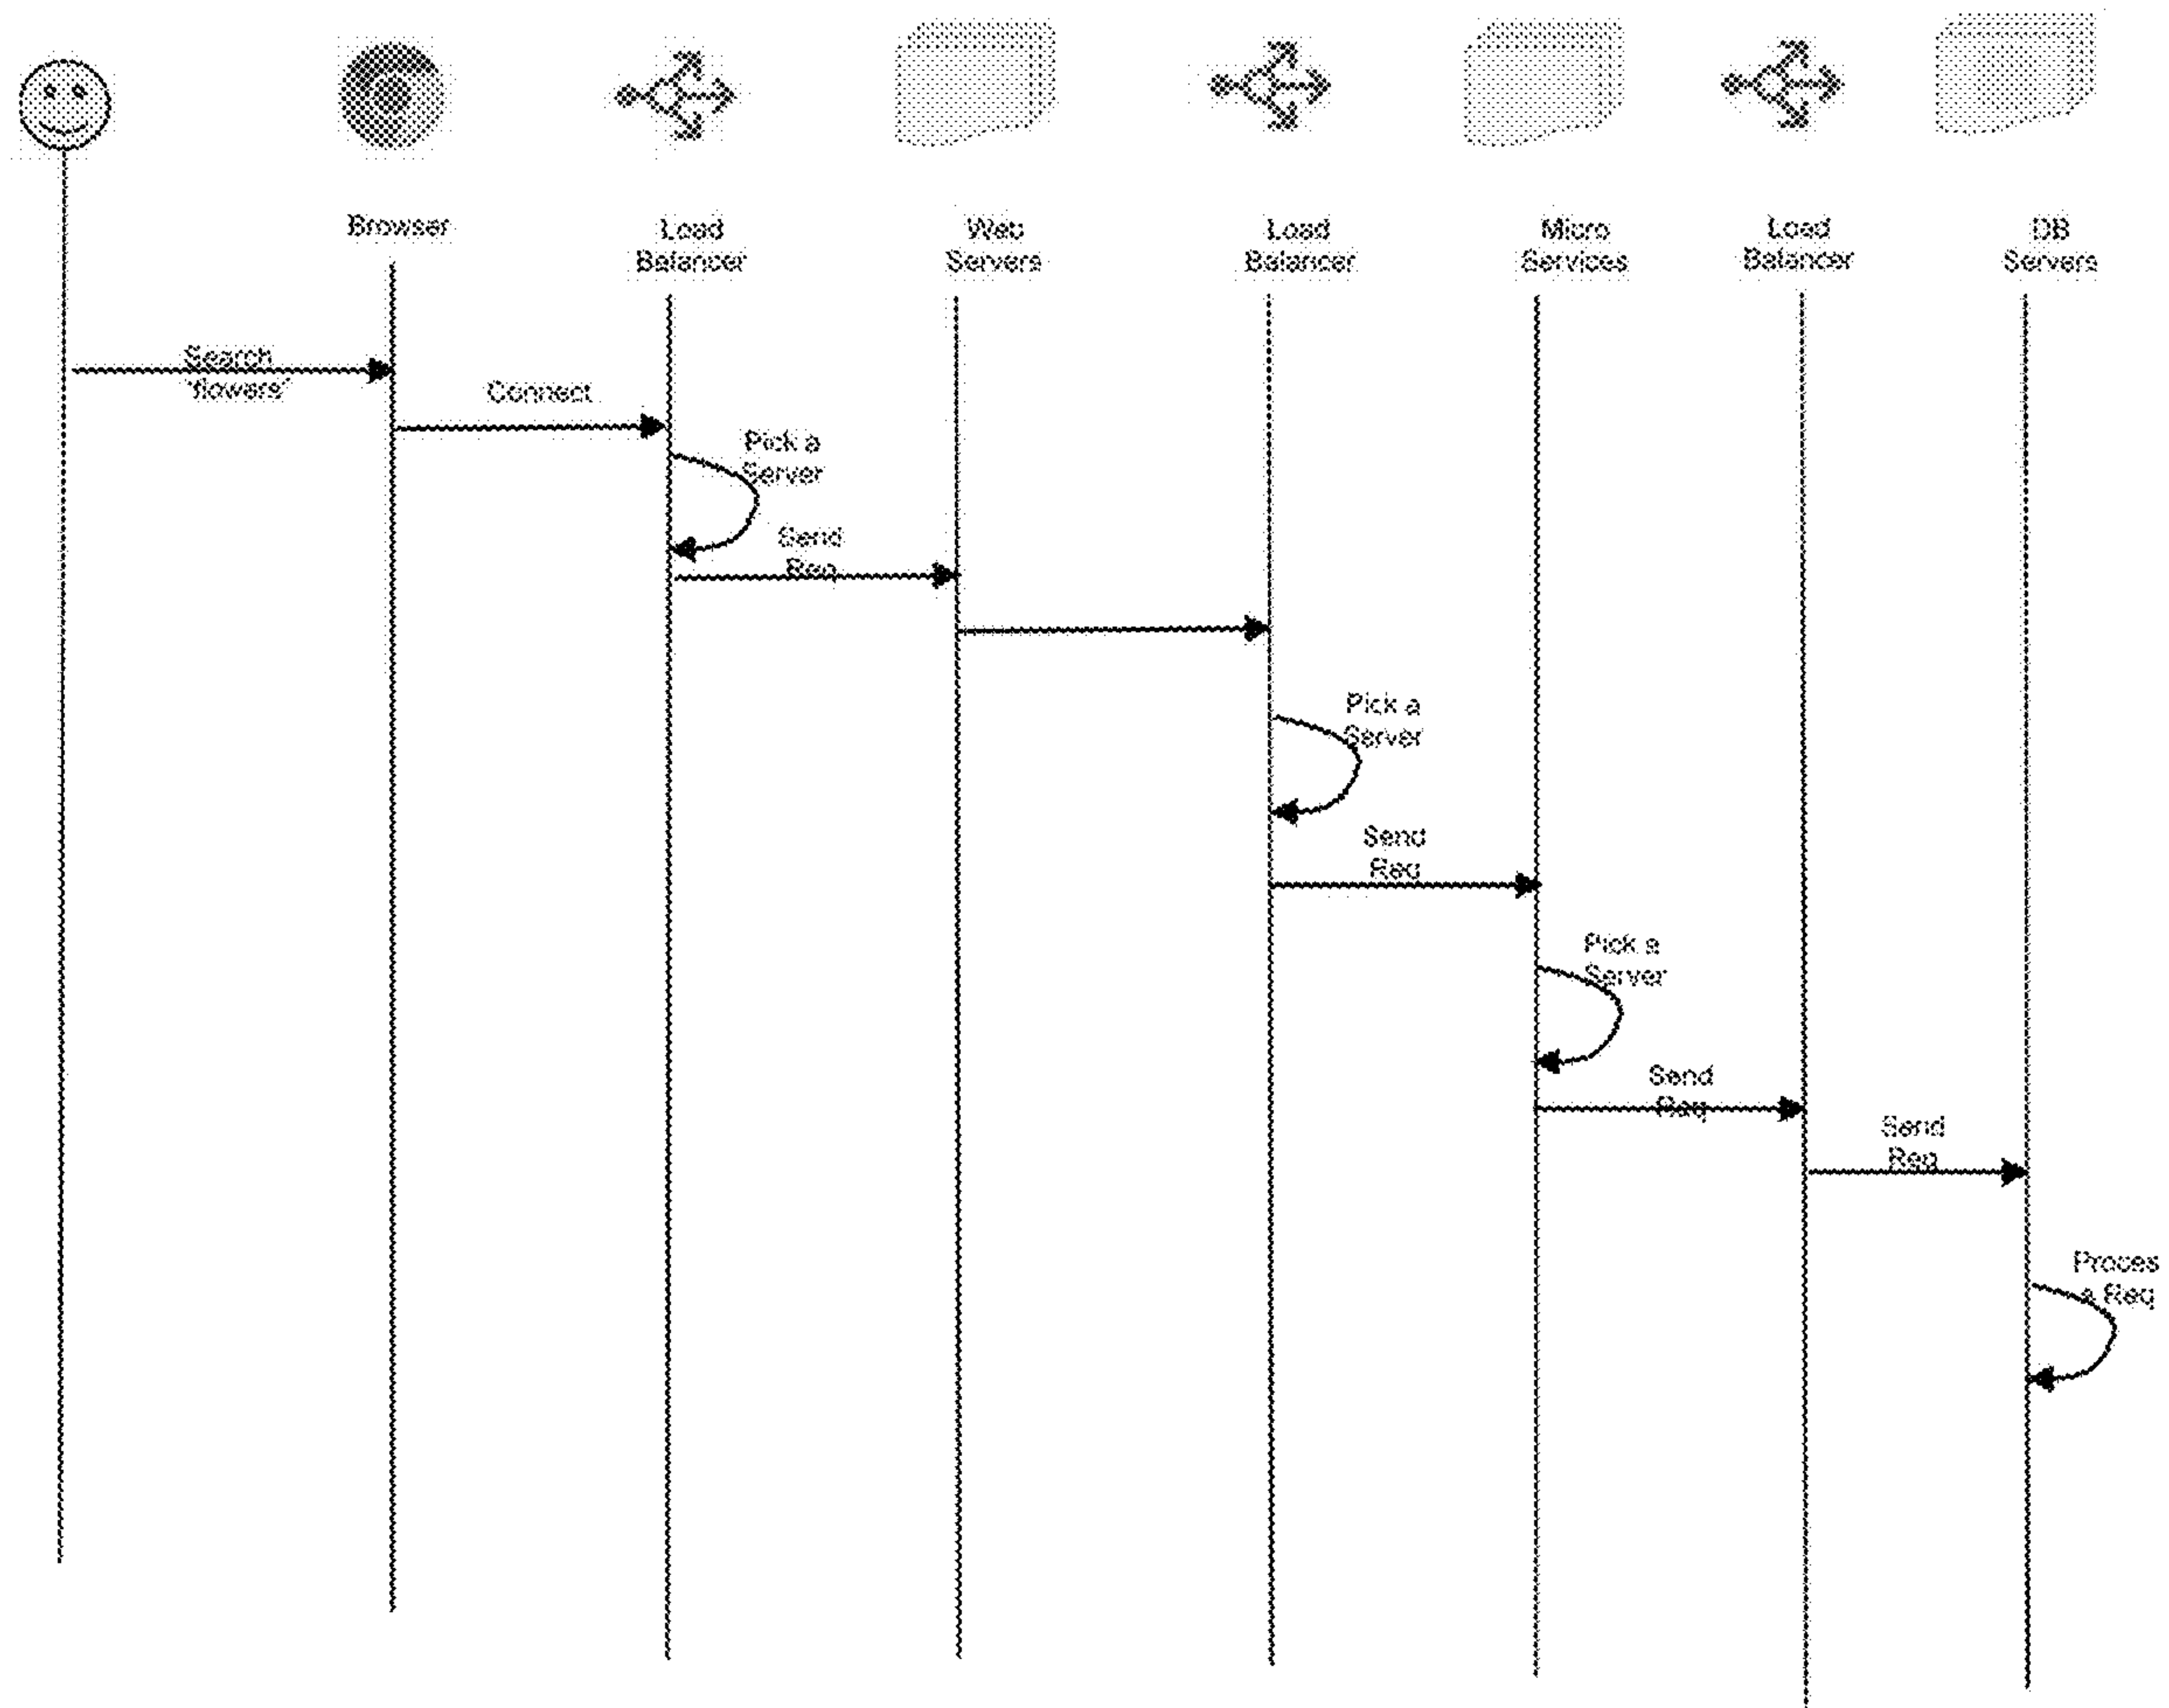 Browser
Load
Balancer
Web
Servers
Load
Balancer
Micro
Services
Load
Balancer
DB
Servers
Search
'flowers'
Connect
Pick a
Server
Send
Req
Pick a
Server
Send
Req
Pick a
Server
Send
Req
Send
Req
Proces
a Req